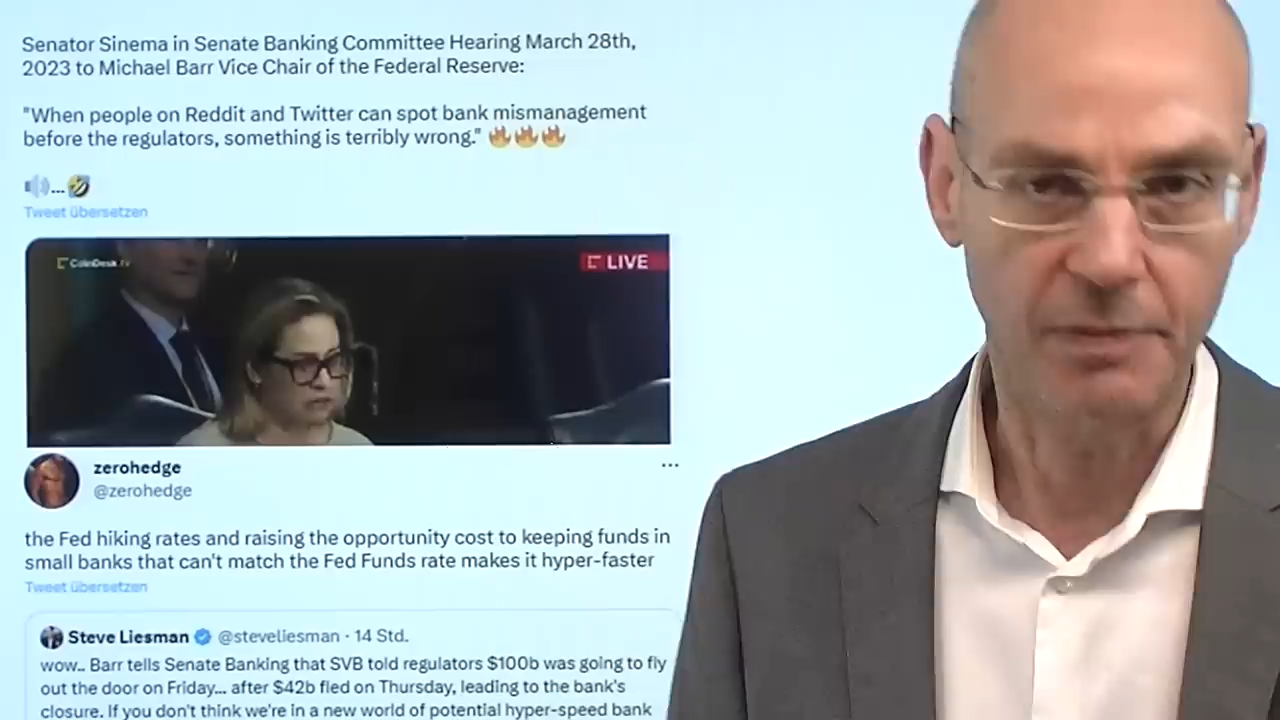 Senator Sinema in Senate Banking Committee Hearing March 28th,
2023 to Michael Barr Vice Chair of the Federal Reserve:
"When people on Reddit and Twitter can spot bank mismanagement
before the regulators, something is terribly wrong." 🔥🔥🔥
🔊...🤣
Tweet übersetzen
CoinDesk TV
LIVE
zerohedge
@zerohedge
...
the Fed hiking rates and raising the opportunity cost to keeping funds in
small banks that can't match the Fed Funds rate makes it hyper-faster
Tweet übersetzen
Steve Liesman @steveliesman · 14 Std.
wow... Barr tells Senate Banking that SVB told regulators $100b was going to fly
out the door on Friday... after $42b fled on Thursday, leading to the bank's
closure. If you don't think we're in a new world of potential hyper-speed bank